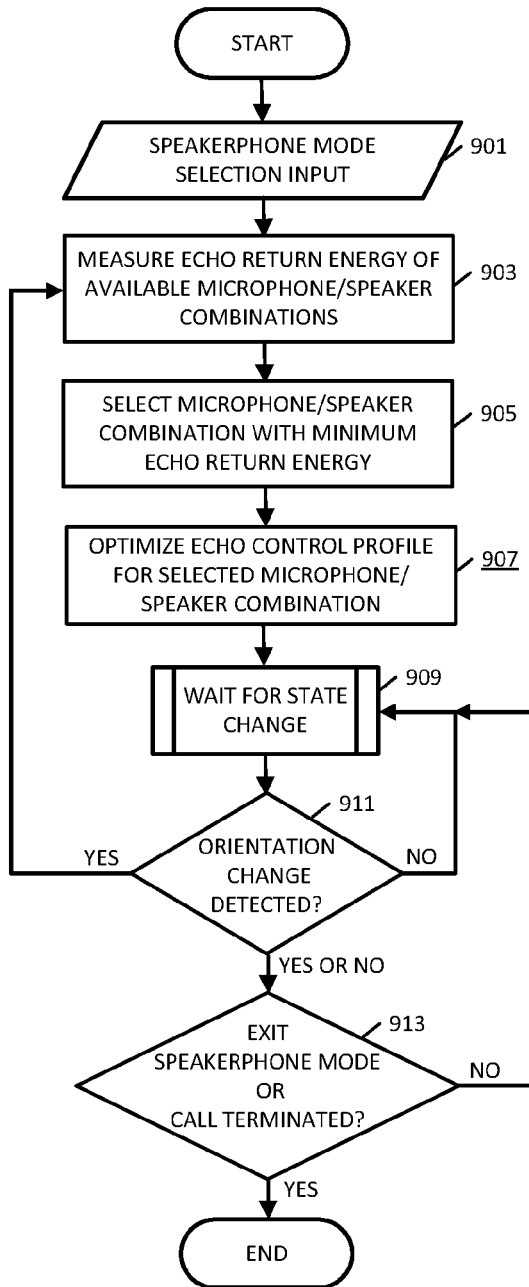 START
SPEAKERPHONE MODE
SELECTION INPUT
901
MEASURE ECHO RETURN ENERGY OF
AVAILABLE MICROPHONE/SPEAKER
COMBINATIONS
903
SELECT MICROPHONE/SPEAKER
COMBINATION WITH MINIMUM
ECHO RETURN ENERGY
905
OPTIMIZE ECHO CONTROL PROFILE
FOR SELECTED MICROPHONE/
SPEAKER COMBINATION
907
WAIT FOR STATE
CHANGE
909
911
YES
ORIENTATION
CHANGE
DETECTED?
NO
YES OR NO
913
EXIT
SPEAKERPHONE MODE
OR
CALL TERMINATED?
NO
YES
END